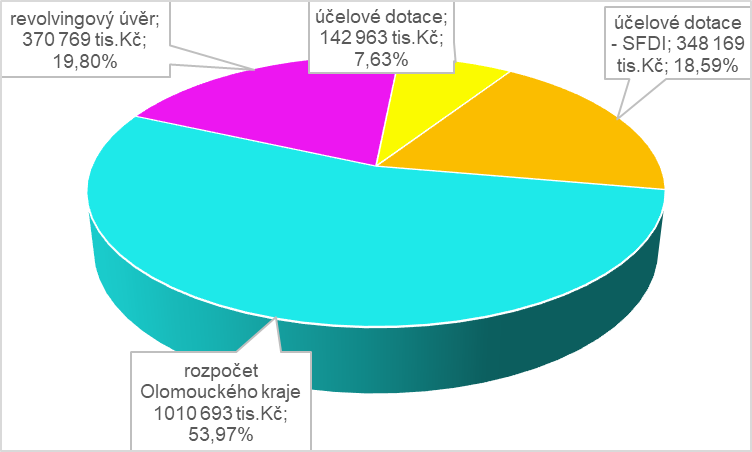 revolvingový úvěr;
370 769 tis.Kč;
19,80%
účelové dotace;
142 963 tis.Kč;
7,63%
účelové dotace
- SFDI; 348 169
tis.Kč; 18,59%
rozpočet
Olomouckého kraje
1010 693 tis.Kč;
53,97%